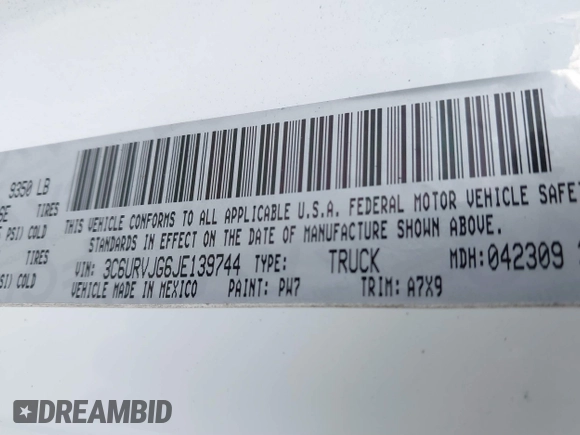 9350 LB
TIRES
PSI) COLD
THIS VEHICLE CONFORMS TO ALL APPLICABLE U.S.A. FEDERAL MOTOR VEHICLE SAFE
STANDARDS IN EFFECT ON THE DATE OF MANUFACTURE SHOWN ABOVE.
TIRES
SI) COLD
VIN: 3C6URVJG6JE139744 TYPE: TRUCK MDH: 042309
VEHICLE MADE IN MEXICO PAINT: PW7 TRIM: A7X9
DREAMBID